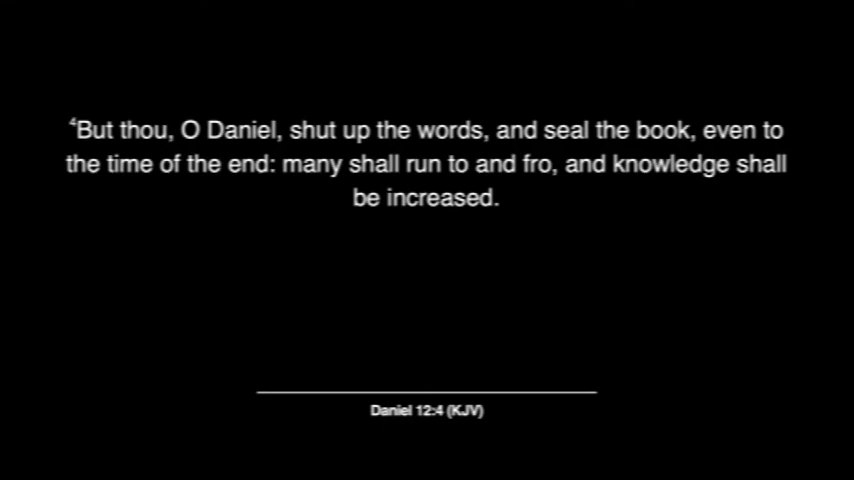 ⁴But thou, O Daniel, shut up the words, and seal the book, even to
the time of the end: many shall run to and fro, and knowledge shall
be increased.
Daniel 12:4 (KJV)